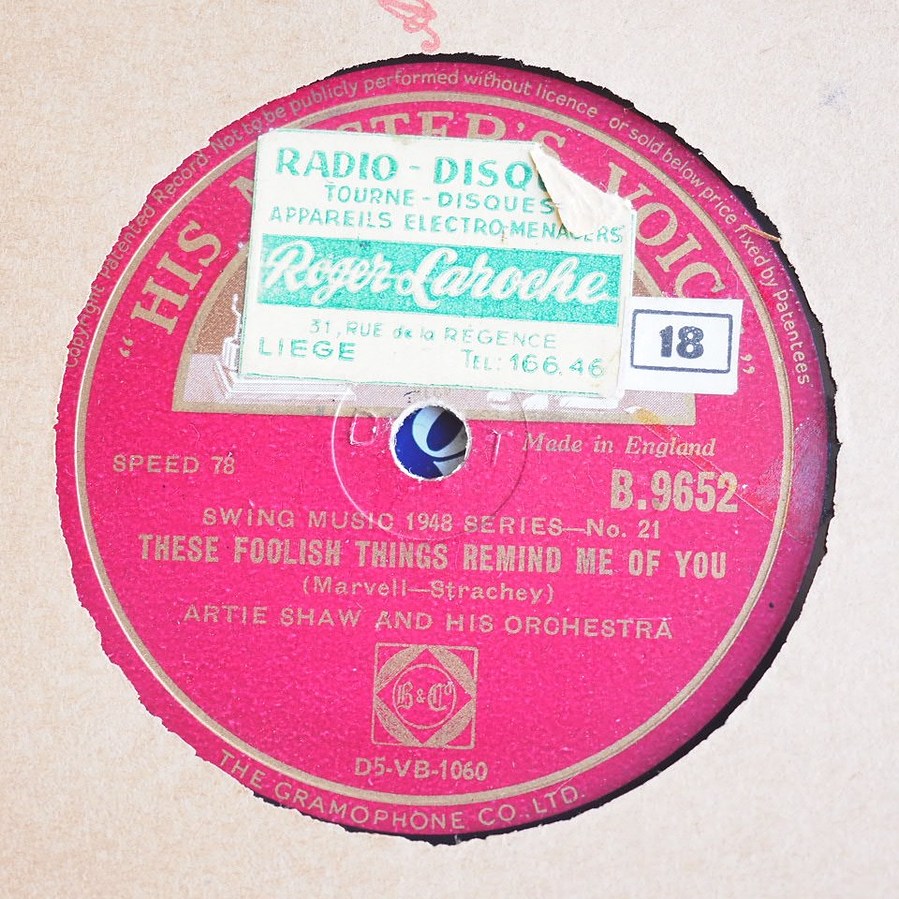 Copyright Patented Record. Not to be publicly performed without licence or sold below price fixed by Patentees
"HIS VOICE"
RADIO - DISQU
TOURNE - DISQUES
APPAREILS ELECTRO-MENAGERS
Roger Laroche
31, RUE de la RÉGENCE
LIEGE TEL: 166.46
18
Made in England
SPEED 78
B.9652
SWING MUSIC 1948 SERIES—No. 21
THESE FOOLISH THINGS REMIND ME OF YOU
(Marvell—Strachey)
ARTIE SHAW AND HIS ORCHESTRA
B & Co
D5-VB-1060
THE GRAMOPHONE CO., LTD.